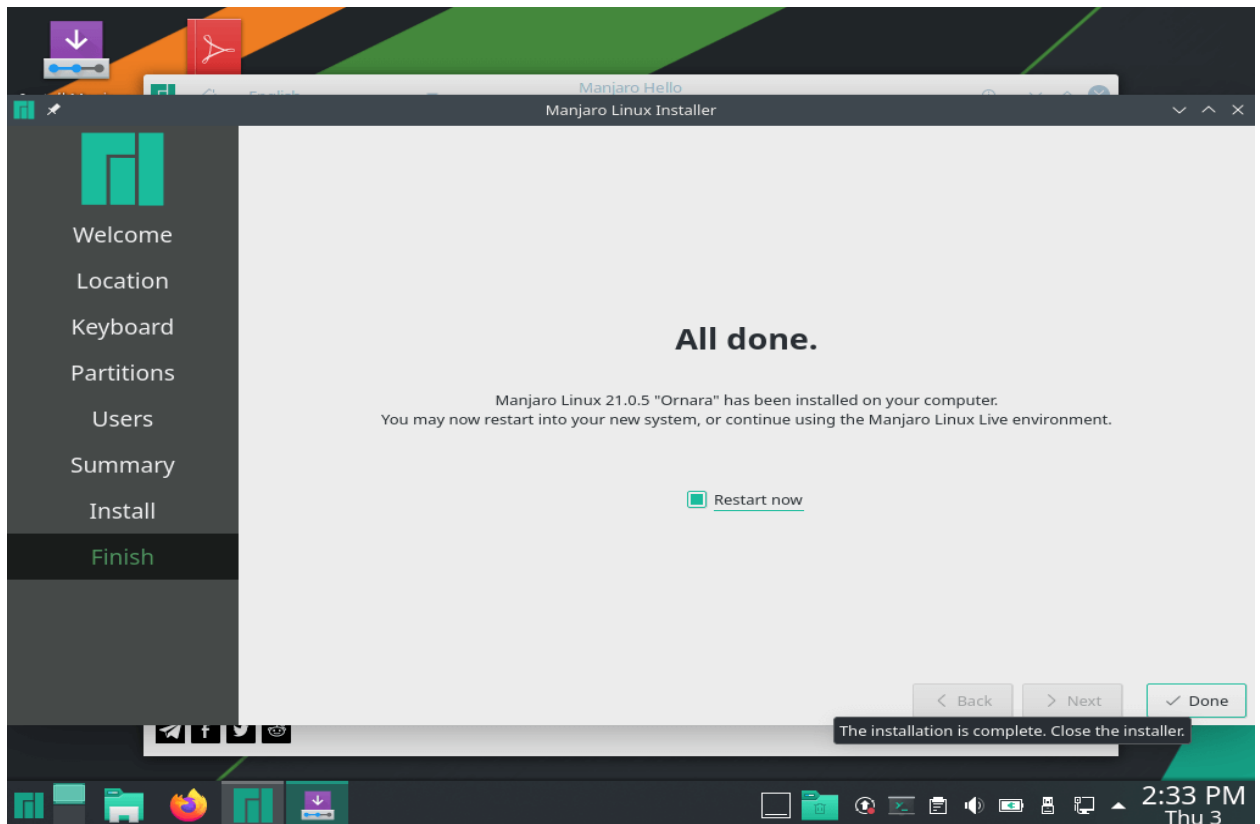 Manjaro Hello
English
Manjaro Linux Installer
Welcome
Location
Keyboard
Partitions
Users
Summary
Install
Finish
All done.
Manjaro Linux 21.0.5 "Ornara" has been installed on your computer.
You may now restart into your new system, or continue using the Manjaro Linux Live environment.
Restart now
Back
Next
Done
The installation is complete. Close the installer.
2:33 PM
Thu 3